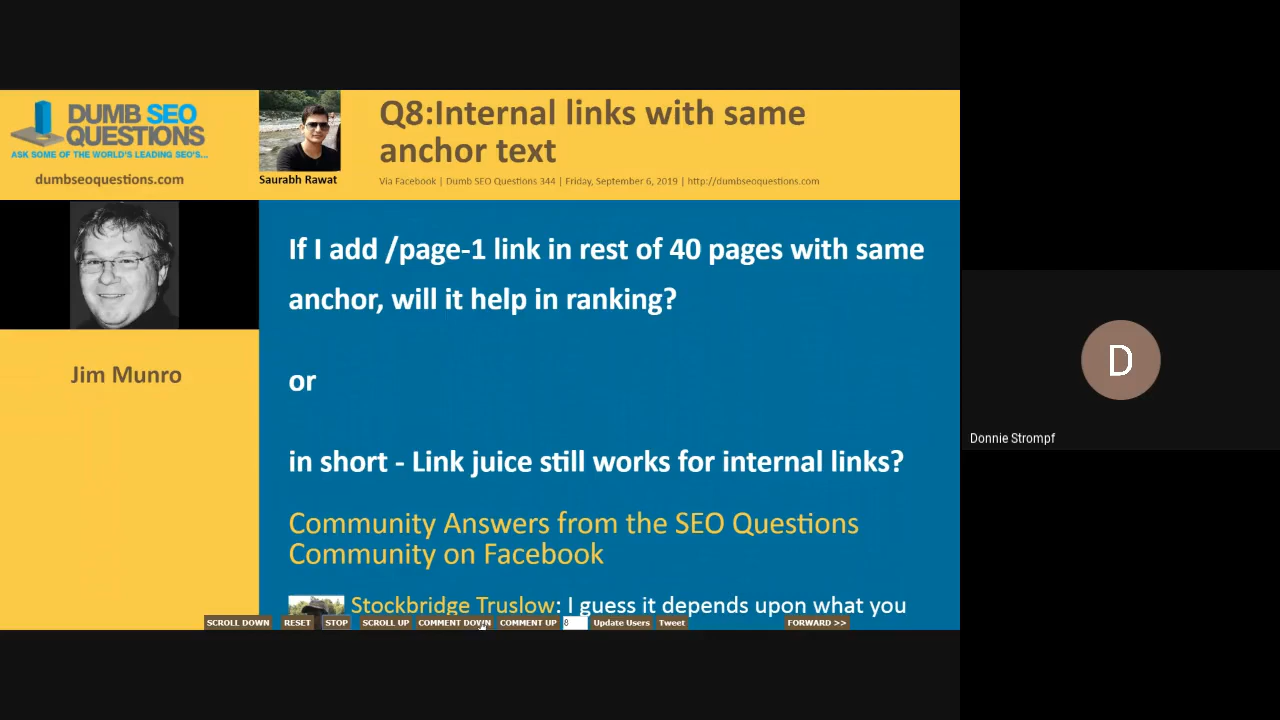 DUMB SEO
QUESTIONS
ASK SOME OF THE WORLD'S LEADING SEO'S...
dumbseoquestions.com
Saurabh Rawat
Q8:Internal links with same
anchor text
Via Facebook | Dumb SEO Questions 344 | Friday, September 6, 2019 | http://dumbseoquestions.com
Jim Munro
If I add /page-1 link in rest of 40 pages with same
anchor, will it help in ranking?
or
in short - Link juice still works for internal links?
Community Answers from the SEO Questions
Community on Facebook
Stockbridge Truslow: I guess it depends upon what you
SCROLL DOWN RESET STOP SCROLL UP COMMENT DOWN COMMENT UP 8 Update Users Tweet FORWARD >>
D
Donnie Strompf